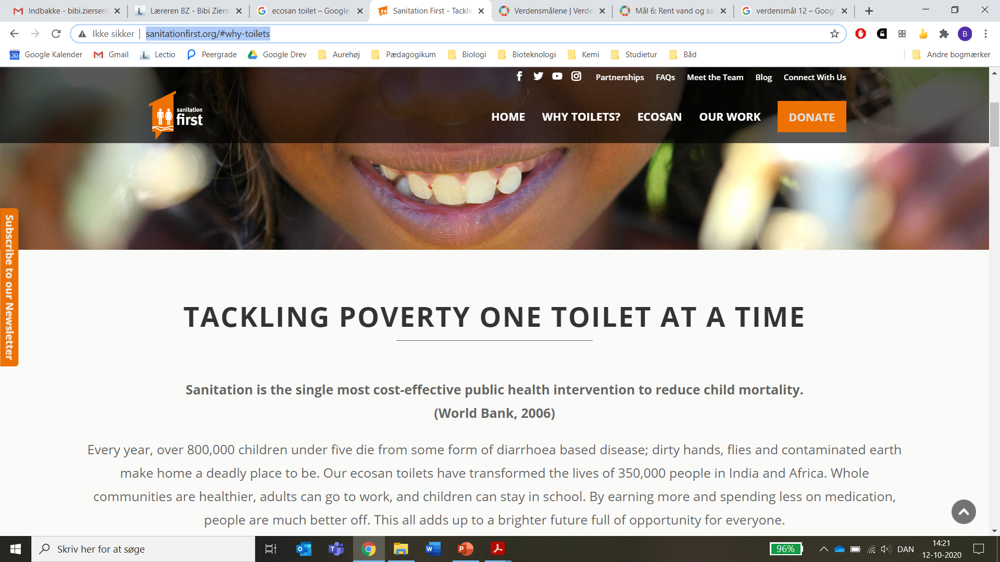 Indbakke - bibi.ziersen
Læreren BZ - Bibi Ziers
ecosan toilet – Google
Sanitation First - Tacklin
Verdensmålene | Verde
Mål 6: Rent vand og sa
verdensmål 12 – Goog
Ikke sikker
sanitationfirst.org/#why-toilets
B
30 Google Kalender
Gmail
Lectio
Peergrade
Google Drev
Aurehøj
Pædagogikum
Biologi
Bioteknologi
Kemi
Studietur
Båd
Andre bogmærker
Partnerships
FAQs
Meet the Team
Blog
Connect With Us
sanitation
first
HOME
WHY TOILETS?
ECOSAN
OUR WORK
DONATE
Subscribe to our Newsletter
TACKLING POVERTY ONE TOILET AT A TIME
Sanitation is the single most cost-effective public health intervention to reduce child mortality.
(World Bank, 2006)
Every year, over 800,000 children under five die from some form of diarrhoea based disease; dirty hands, flies and contaminated earth
make home a deadly place to be. Our ecosan toilets have transformed the lives of 350,000 people in India and Africa. Whole
communities are healthier, adults can go to work, and children can stay in school. By earning more and spending less on medication,
people are much better off. This all adds up to a brighter future full of opportunity for everyone.
Skriv her for at søge
96%
DAN
14:21
12-10-2020